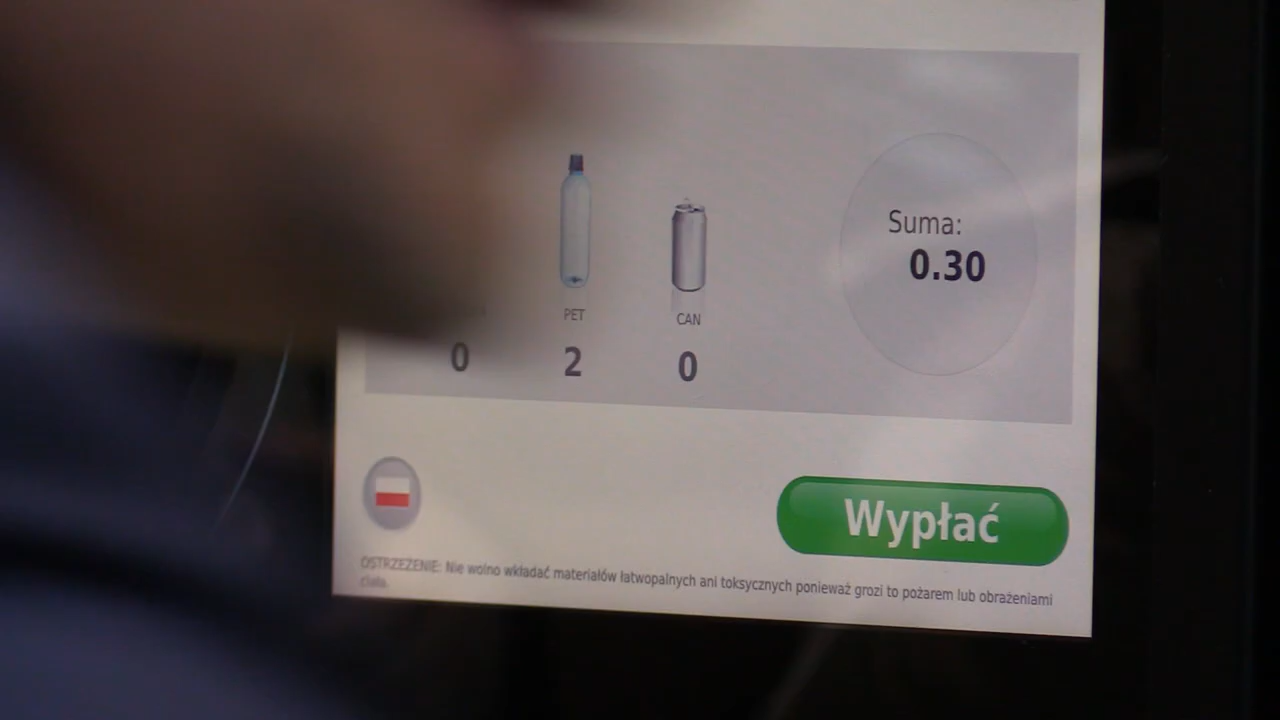 Suma:
0.30
PET
CAN
0
2
0
Wypłać
OSTRZEŻENIE: Nie wolno wkładać materiałów łatwopalnych ani toksycznych ponieważ grozi to pożarem lub obrażeniami
ciała.